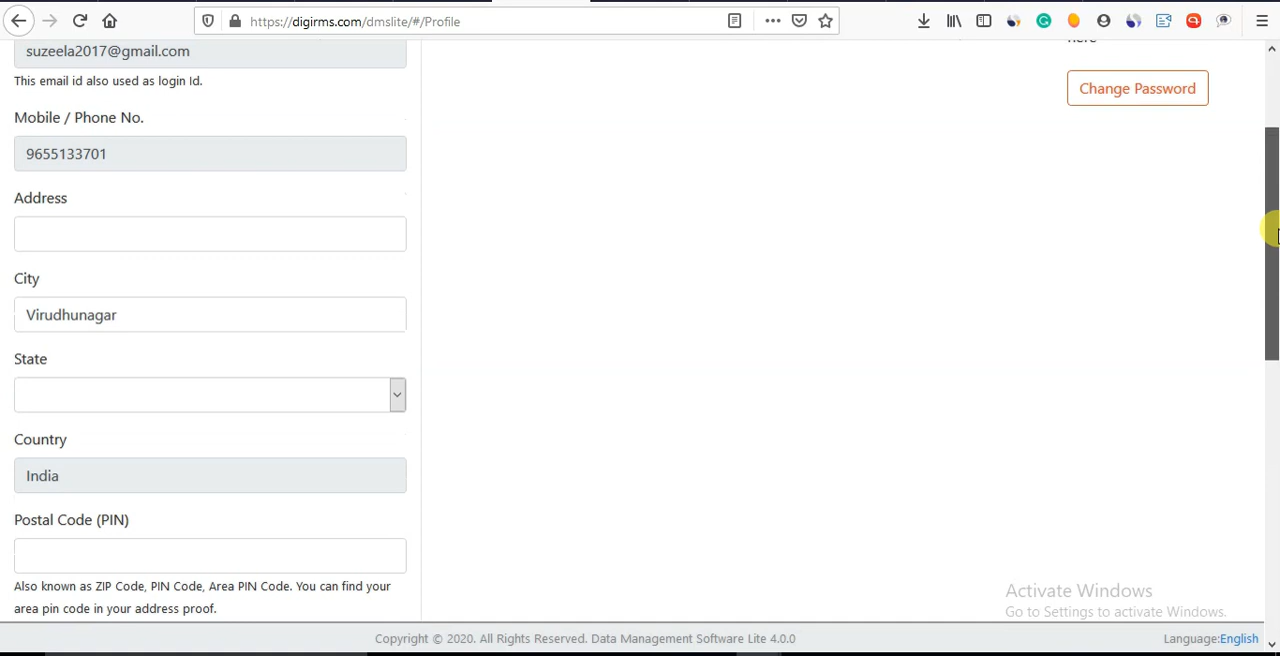 https://digirms.com/dmslite/#/Profile
suzeela2017@gmail.com
This email id also used as login Id.
Mobile / Phone No.
9655133701
Address
City
Virudhunagar
State
Country
India
Postal Code (PIN)
Also known as ZIP Code, PIN Code, Area PIN Code. You can find your
area pin code in your address proof.
here
Change Password
Activate Windows
Go to Settings to activate Windows.
Copyright © 2020. All Rights Reserved. Data Management Software Lite 4.0.0
Language:English